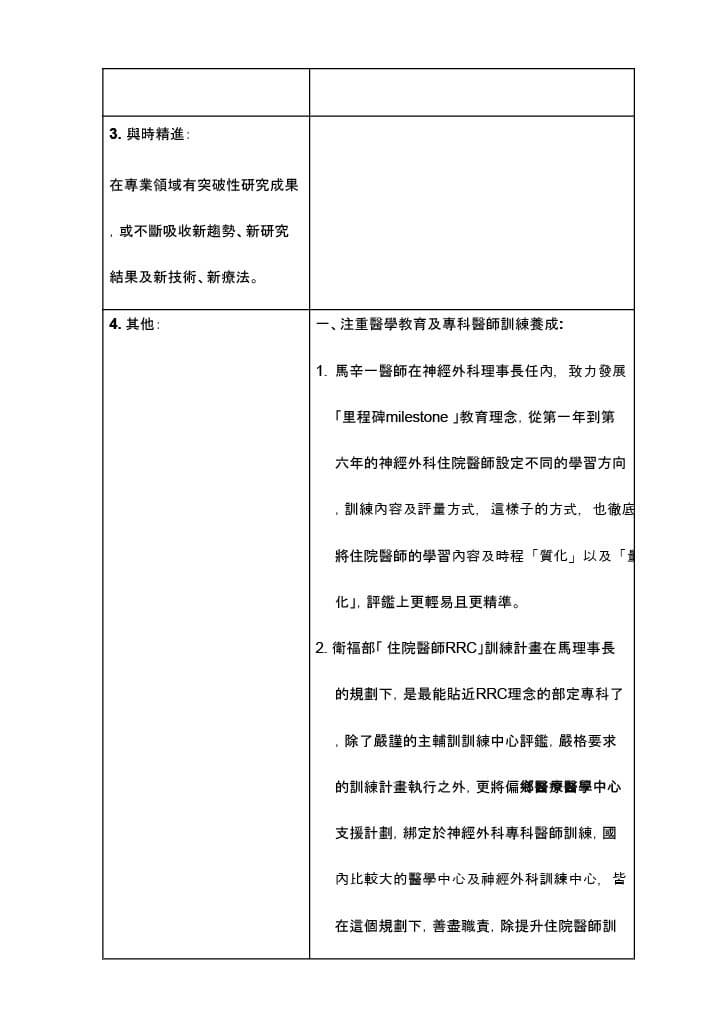 3. 與時精進：
在專業領域有突破性研究成果
，或不斷吸收新趨勢、新研究
結果及新技術、新療法。
4. 其他：
一、注重醫學教育及專科醫師訓練養成:
1. 馬辛一醫師在神經外科理事長任內，致力發展
「里程碑milestone 」教育理念，從第一年到第
六年的神經外科住院醫師設定不同的學習方向
，訓練內容及評量方式，這樣子的方式，也徹底
將住院醫師的學習內容及時程「質化」以及「量
化」，評鑑上更輕易且更精準。
2. 衛福部「 住院醫師RRC」訓練計畫在馬理事長
的規劃下，是最能貼近RRC理念的部定專科了
，除了嚴謹的主輔訓訓練中心評鑑，嚴格要求
的訓練計畫執行之外，更將偏鄉醫療醫學中心
支援計劃，綁定於神經外科專科醫師訓練，國
內比較大的醫學中心及神經外科訓練中心，皆
在這個規劃下，善盡職責，除提升住院醫師訓